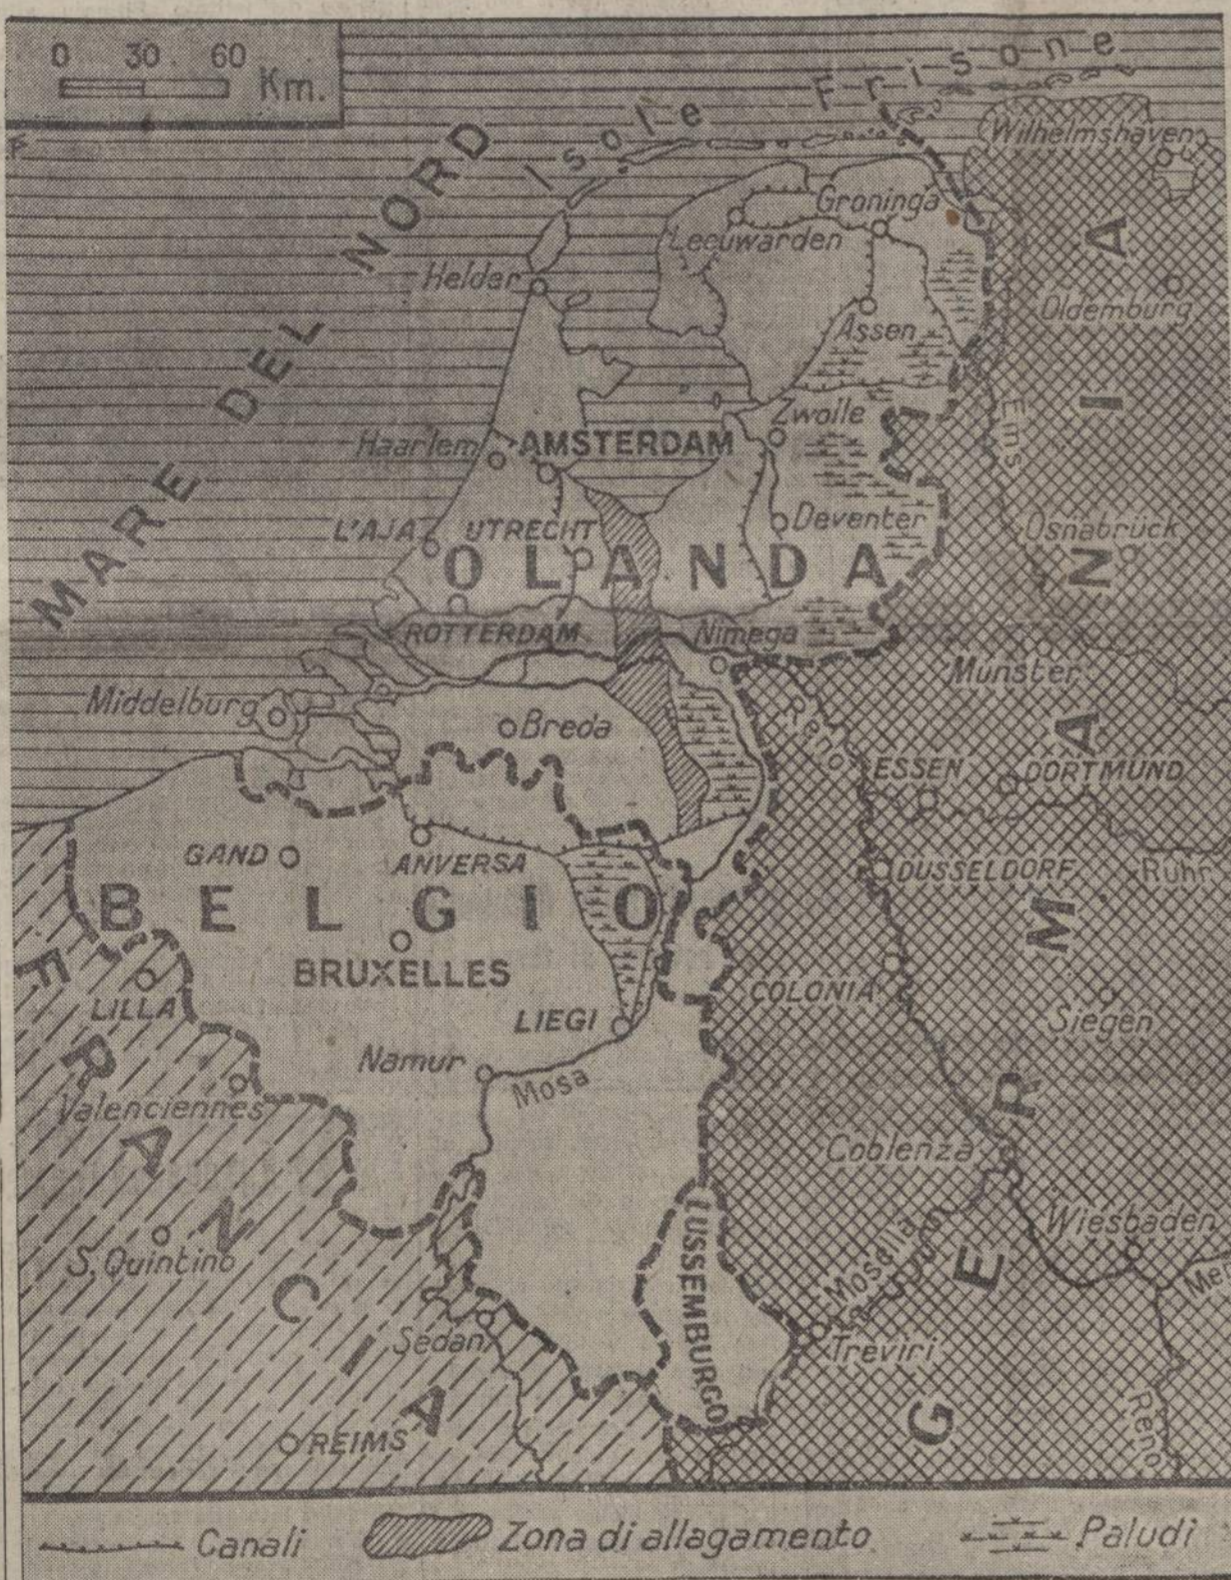 0 30 60
Km.
Isole Frisone
MARE DEL NORD
Wilhelmshaven
Groninga
Leeuwarden
Helder
Oldemburg
Assen
Ems
Zwolle
Haarlem
AMSTERDAM
L'AJA
UTRECHT
Deventer
Osnabrück
OLANDA
ROTTERDAM
Nimega
Münster
Middelburg
Breda
Reno
ESSEN
DORTMUND
GAND
ANVERSA
DUSSELDORF
Ruhr
BELGIO
BRUXELLES
LILLA
COLONIA
Siegen
LIEGI
Namur
Mosa
Valenciennes
FRANCIA
Coblenza
GERMANIA
LUSSEMBURGO
Mosella
Wiesbaden
S. Quintino
Sedan
Treviri
REIMS
Reno
Canali
Zona di allagamento
Paludi